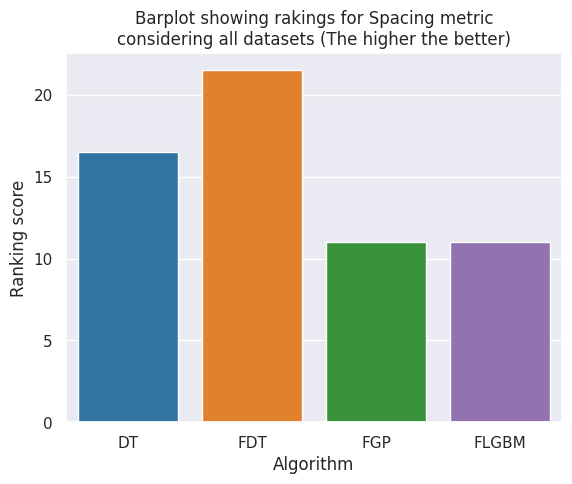 Barplot showing rakings for Spacing metric
considering all datasets (The higher the better)
Ranking score
20
15
10
5
0
DT FDT FGP FLGBM
Algorithm